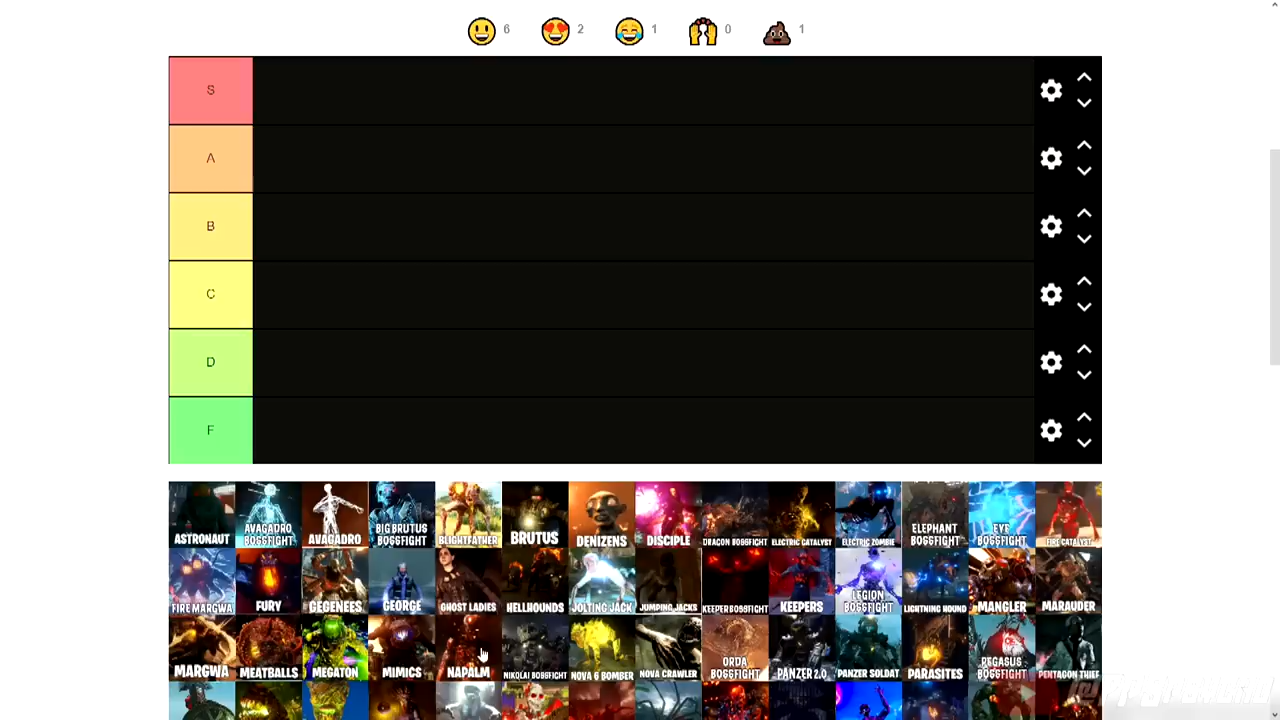 6 2 1 0 1
S
A
B
C
D
F
ASTRONAUT AVAGADRO BOSSFIGHT AVAGADRO BIG BRUTUS BOSSFIGHT BLIGHTFATHER BRUTUS DENIZENS DISCIPLE DRAGON BOSSFIGHT ELECTRIC CATALYST ELECTRIC ZOMBIE ELEPHANT BOSSFIGHT EYE BOSSFIGHT FIRE CATALYST
FIRE MARGWA FURY GEGENEES GEORGE GHOST LADIES HELLHOUNDS JOLTING JACK JUMPING JACKS KEEPER BOSSFIGHT KEEPERS LEGION BOSSFIGHT LIGHTNING HOUND MANGLER MARAUDER
MARGWA MEATBALLS MEGATON MIMICS NAPALM NIKOLAI BOSSFIGHT NOVA 6 BOMBER NOVA CRAWLER ORDA BOSSFIGHT PANZER 2.0 PANZER SOLDAT PARASITES PEGASUS BOSSFIGHT PENTAGON THIEF